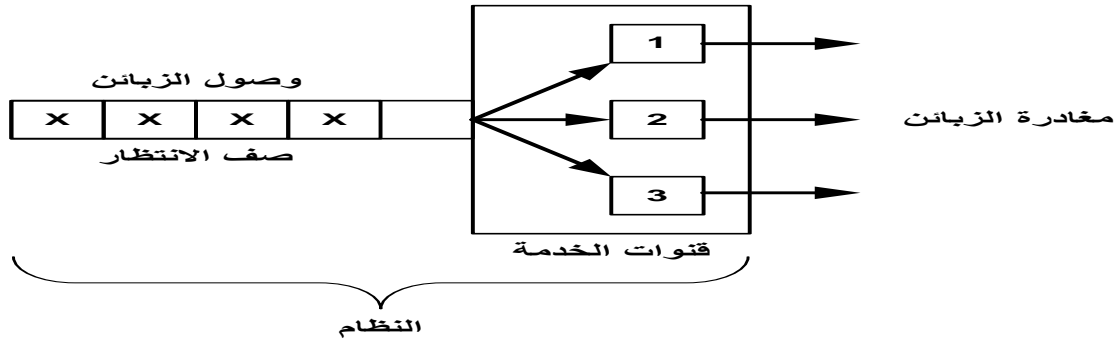 1
وصول الزبائن
X X X X
2
مغادرة الزبائن
صف الانتظار
3
قنوات الخدمة
النظام